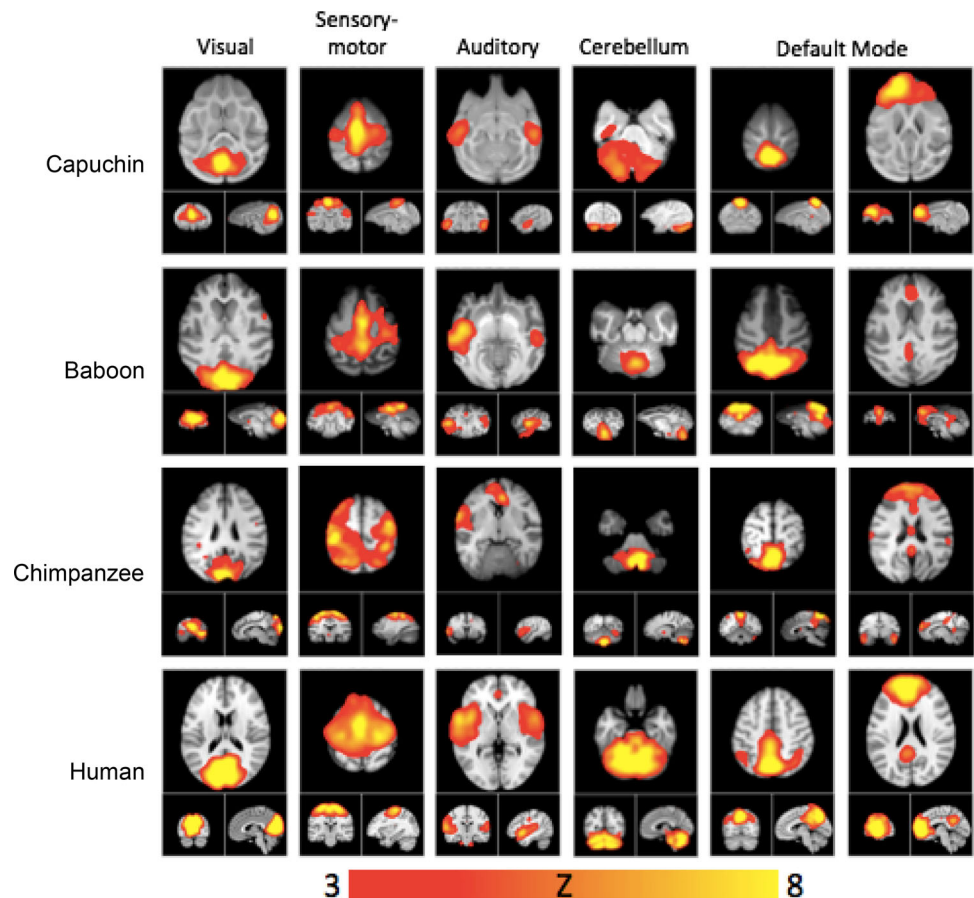 Visual
Sensory-
motor
Auditory
Cerebellum
Default Mode
Capuchin
Baboon
Chimpanzee
Human
3 Z 8